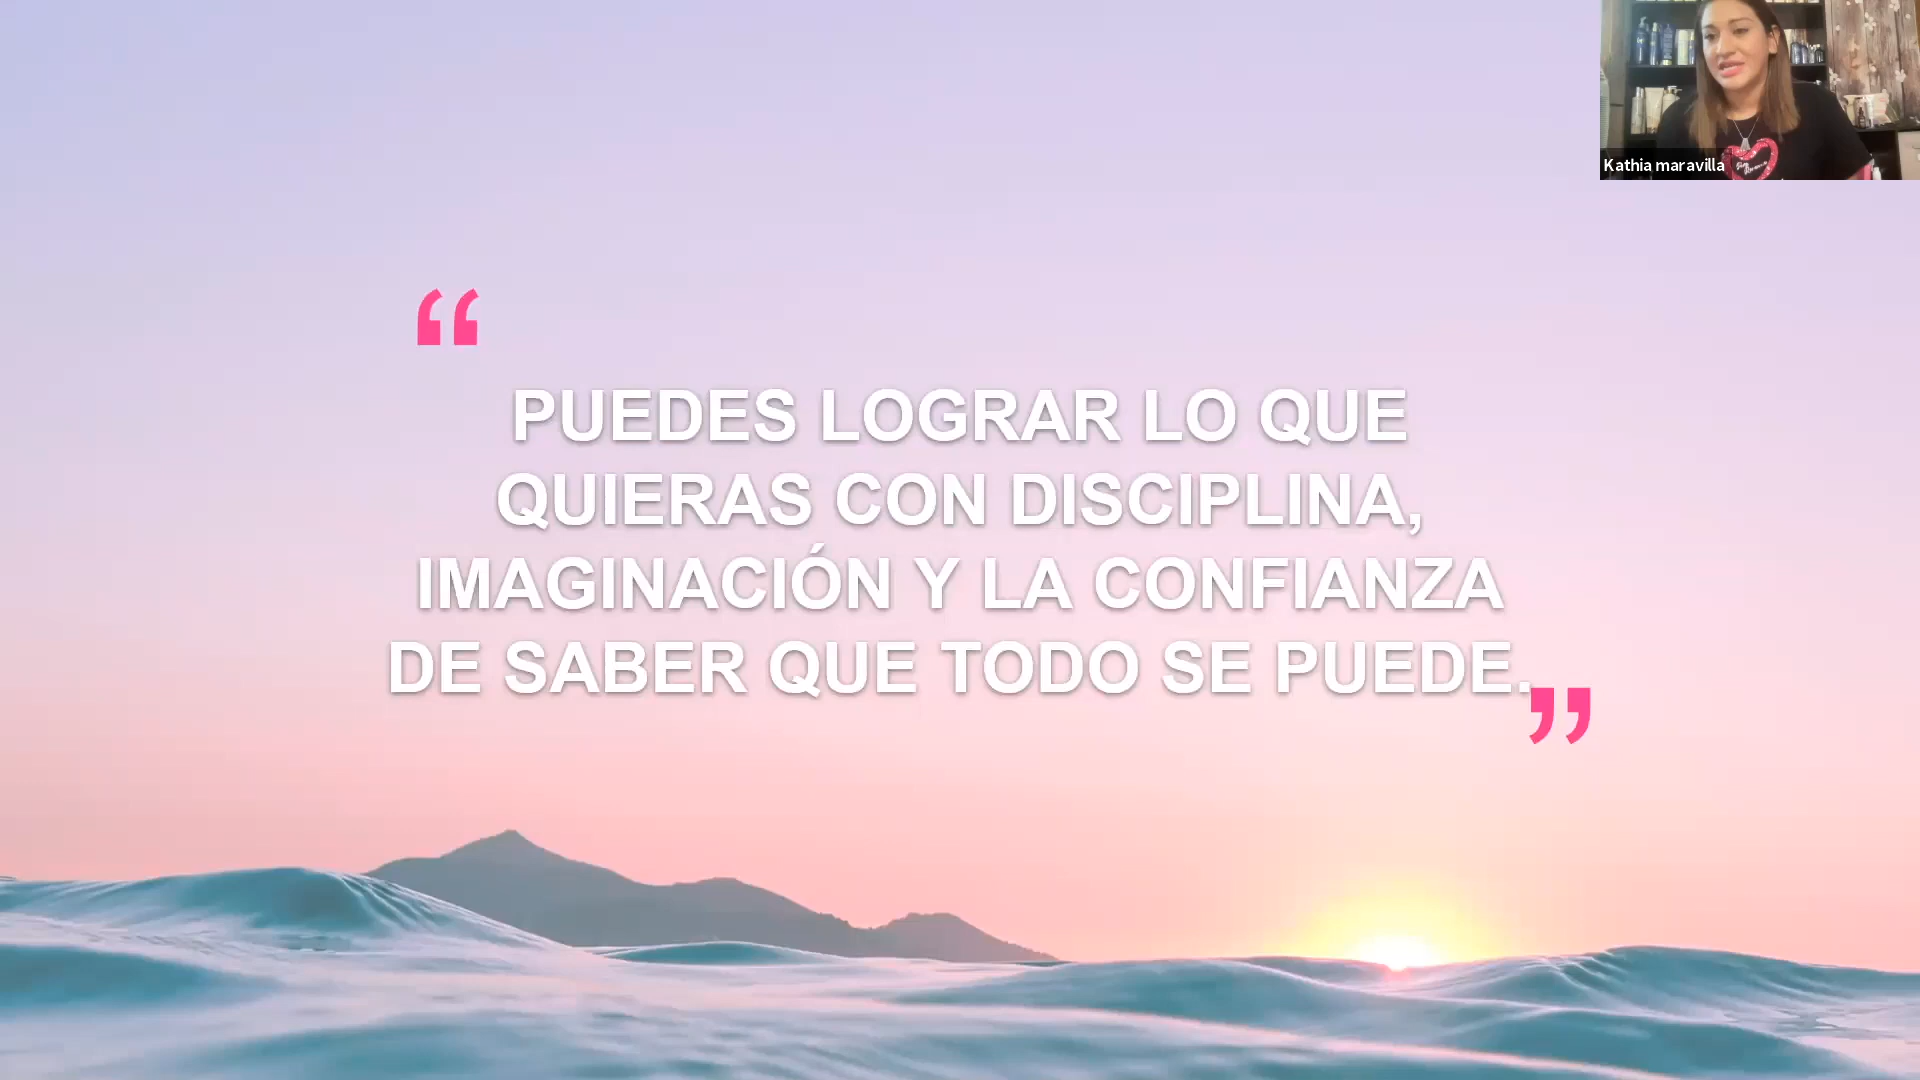 Kathia maravilla
“
PUEDES LOGRAR LO QUE
QUIERAS CON DISCIPLINA,
IMAGINACIÓN Y LA CONFIANZA
DE SABER QUE TODO SE PUEDE.
”